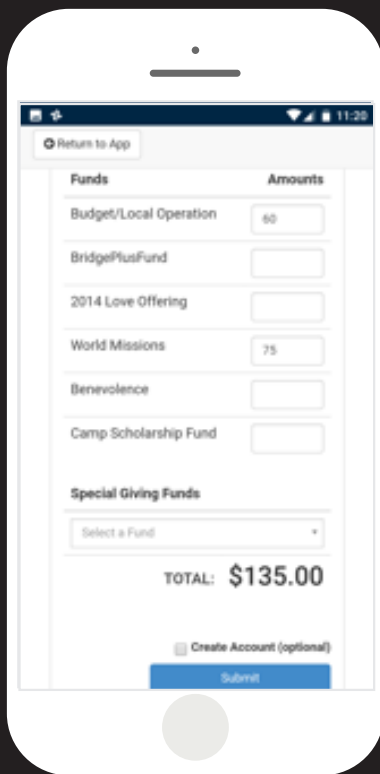 11:20
Return to App
Funds Amounts
Budget/Local Operation 60
BridgePlusFund
2014 Love Offering
World Missions 75
Benevolence
Camp Scholarship Fund
Special Giving Funds
Select a Fund
TOTAL: $135.00
Create Account (optional)
Submit